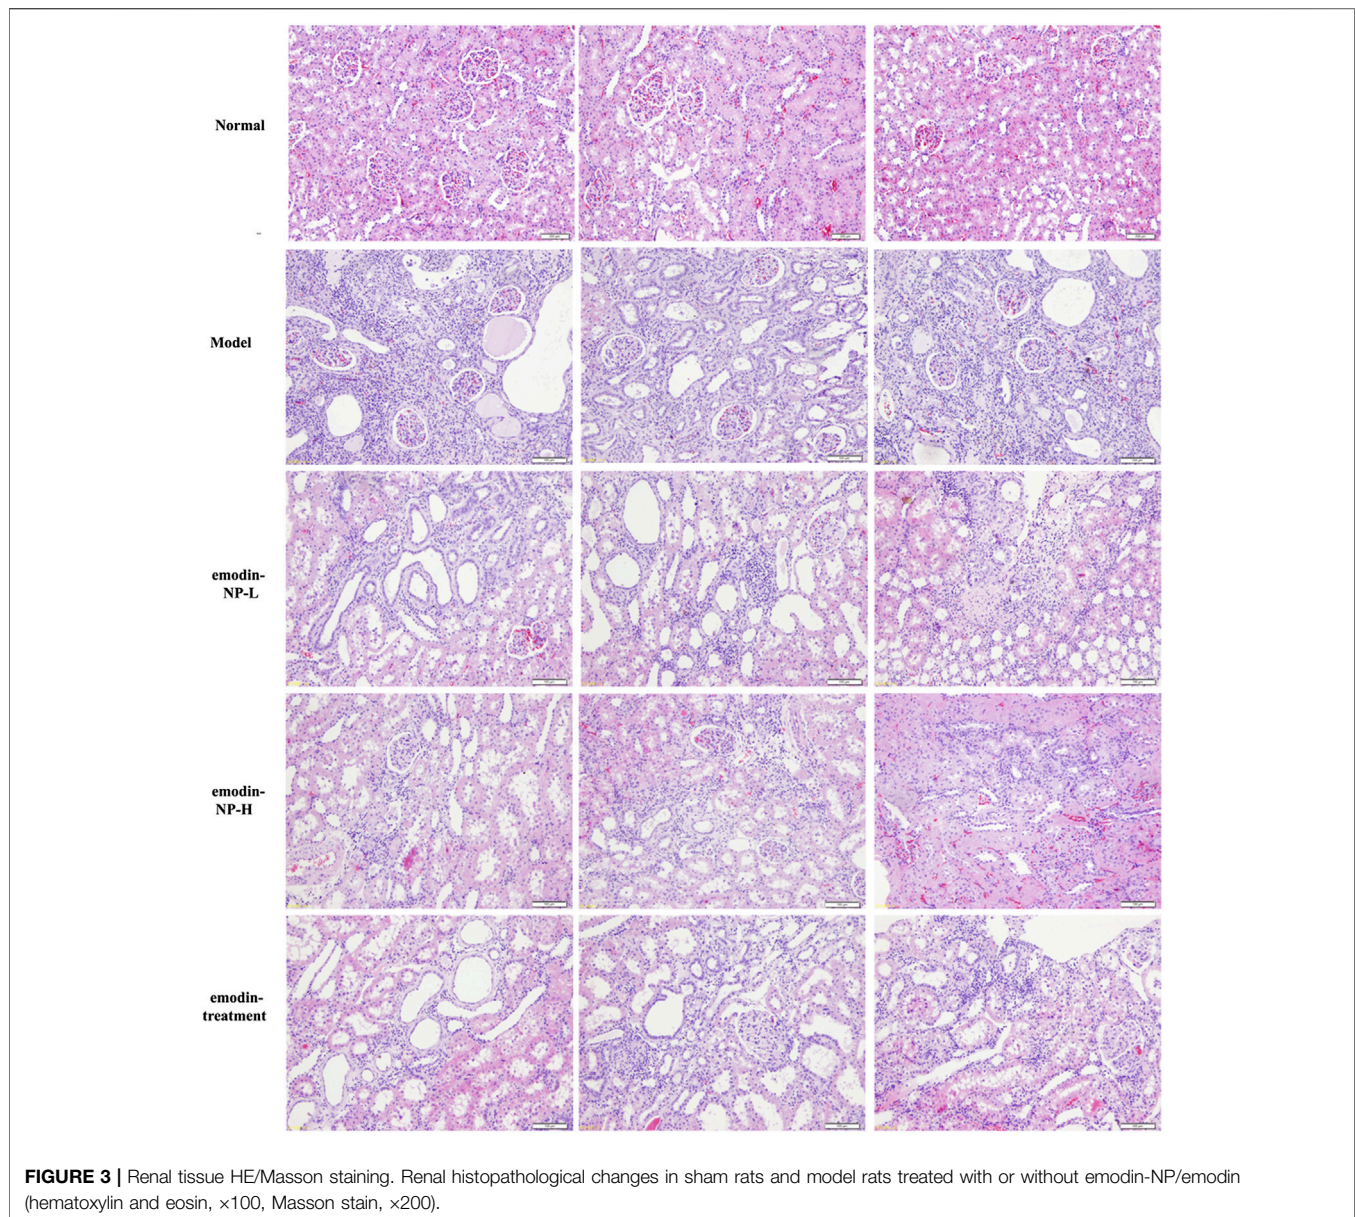 Normal
Model
emodin-
NP-L
emodin-
NP-H
emodin-
treatment
FIGURE 3 | Renal tissue HE/Masson staining. Renal histopathological changes in sham rats and model rats treated with or without emodin-NP/emodin
(hematoxylin and eosin, ×100, Masson stain, ×200).